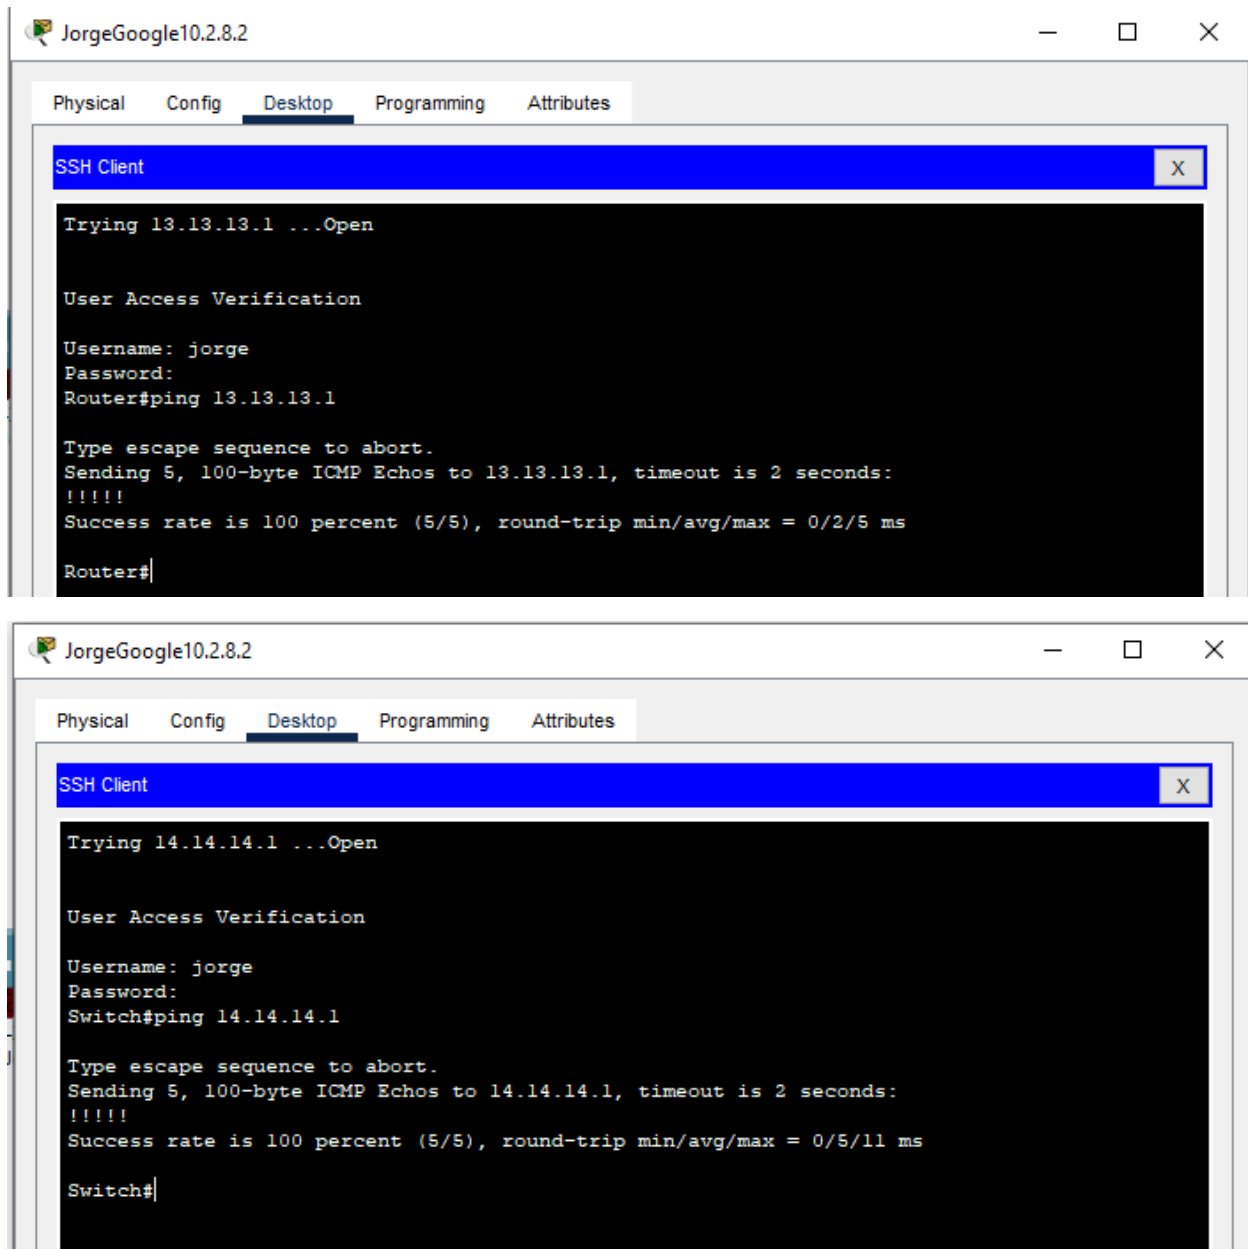 JorgeGoogle10.2.8.2
Physical Config Desktop Programming Attributes
SSH Client X
Trying 13.13.13.1 ...Open
User Access Verification
Username: jorge
Password:
Router#ping 13.13.13.1
Type escape sequence to abort.
Sending 5, 100-byte ICMP Echos to 13.13.13.1, timeout is 2 seconds:
!!!!!
Success rate is 100 percent (5/5), round-trip min/avg/max = 0/2/5 ms
Router#
JorgeGoogle10.2.8.2
Physical Config Desktop Programming Attributes
SSH Client X
Trying 14.14.14.1 ...Open
User Access Verification
Username: jorge
Password:
Switch#ping 14.14.14.1
Type escape sequence to abort.
Sending 5, 100-byte ICMP Echos to 14.14.14.1, timeout is 2 seconds:
!!!!!
Success rate is 100 percent (5/5), round-trip min/avg/max = 0/5/11 ms
Switch#